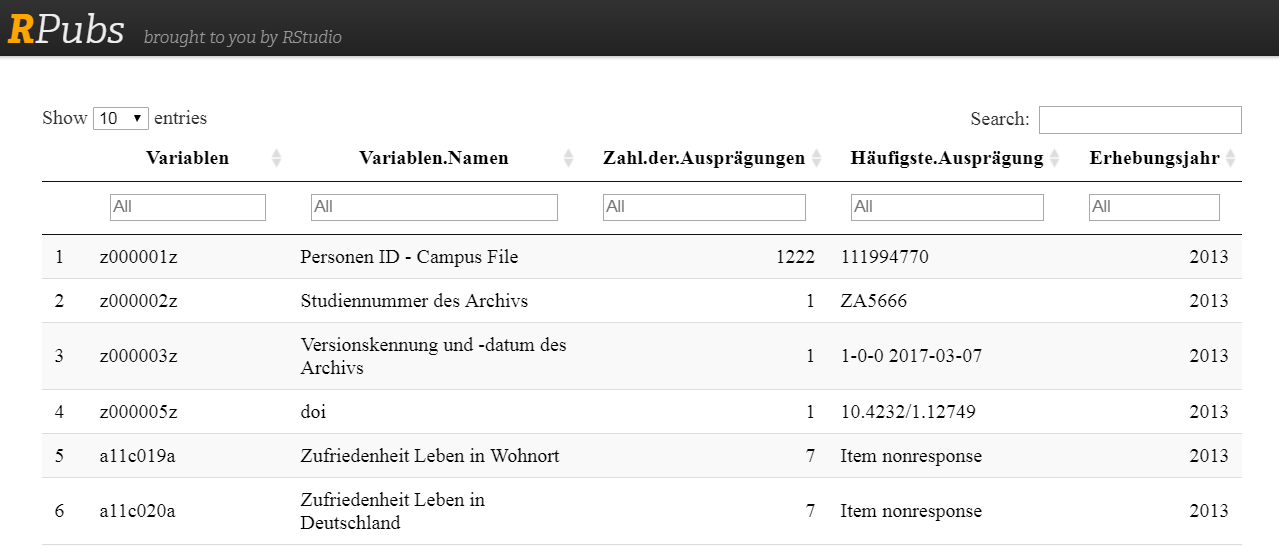 RPubs brought to you by RStudio
Show 10 entries Search:
Variablen Variablen.Namen Zahl.der.Ausprägungen Häufigste.Ausprägung Erhebungsjahr
All All All All All
1 z000001z Personen ID - Campus File 1222 111994770 2013
2 z000002z Studiennummer des Archivs 1 ZA5666 2013
3 z000003z Versionskennung und -datum des Archivs 1 1-0-0 2017-03-07 2013
4 z000005z doi 1 10.4232/1.12749 2013
5 a11c019a Zufriedenheit Leben in Wohnort 7 Item nonresponse 2013
6 a11c020a Zufriedenheit Leben in Deutschland 7 Item nonresponse 2013